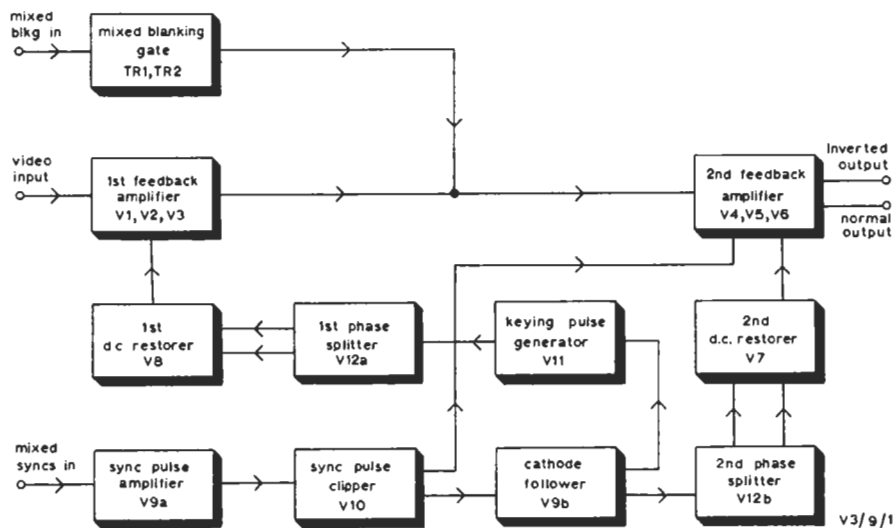 mixed
blkg in
mixed blanking
gate
TR1,TR2
video
input
1st feedback
amplifier
V1, V2, V3
2nd feedback
amplifier
V4,V5,V6
Inverted
output
normal
output
1st
d.c restorer
V8
1st phase
splitter
V12a
keying pulse
generator
V11
2nd
d.c. restorer
V7
mixed
syncs in
sync pulse
amplifier
V9a
sync pulse
clipper
V10
cathode
follower
V9b
2nd phase
splitter
V12b
V3/9/1